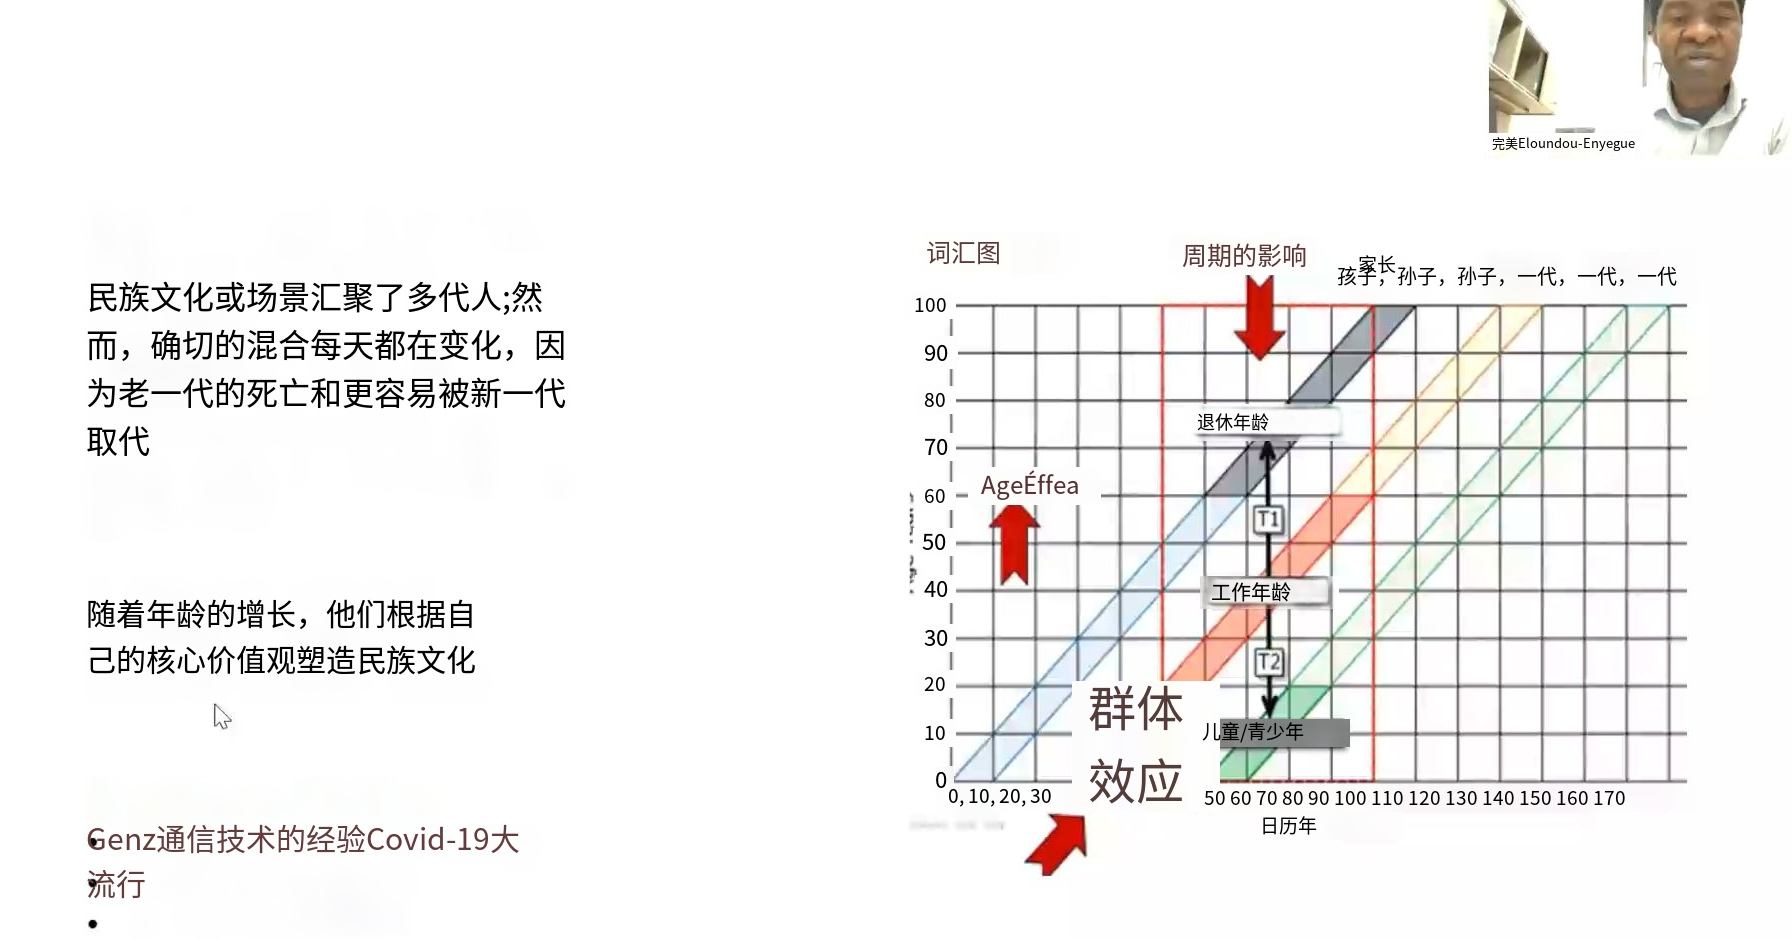 完美Eloundou-Enyegue
民族文化或场景汇聚了多代人;然
而，确切的混合每天都在变化，因
为老一代的死亡和更容易被新一代
取代
随着年龄的增长，他们根据自
己的核心价值观塑造民族文化
Genz通信技术的经验Covid-19大
流行
词汇图
周期的影响
家长
孩子，孙子，孙子，一代，一代，一代
100
90
80
70
60
50
40
30
20
10
0
退休年龄
AgeÉffea
T1
工作年龄
T2
群体
效应
儿童/青少年
0, 10, 20, 30
50 60 70 80 90 100 110 120 130 140 150 160 170
日历年